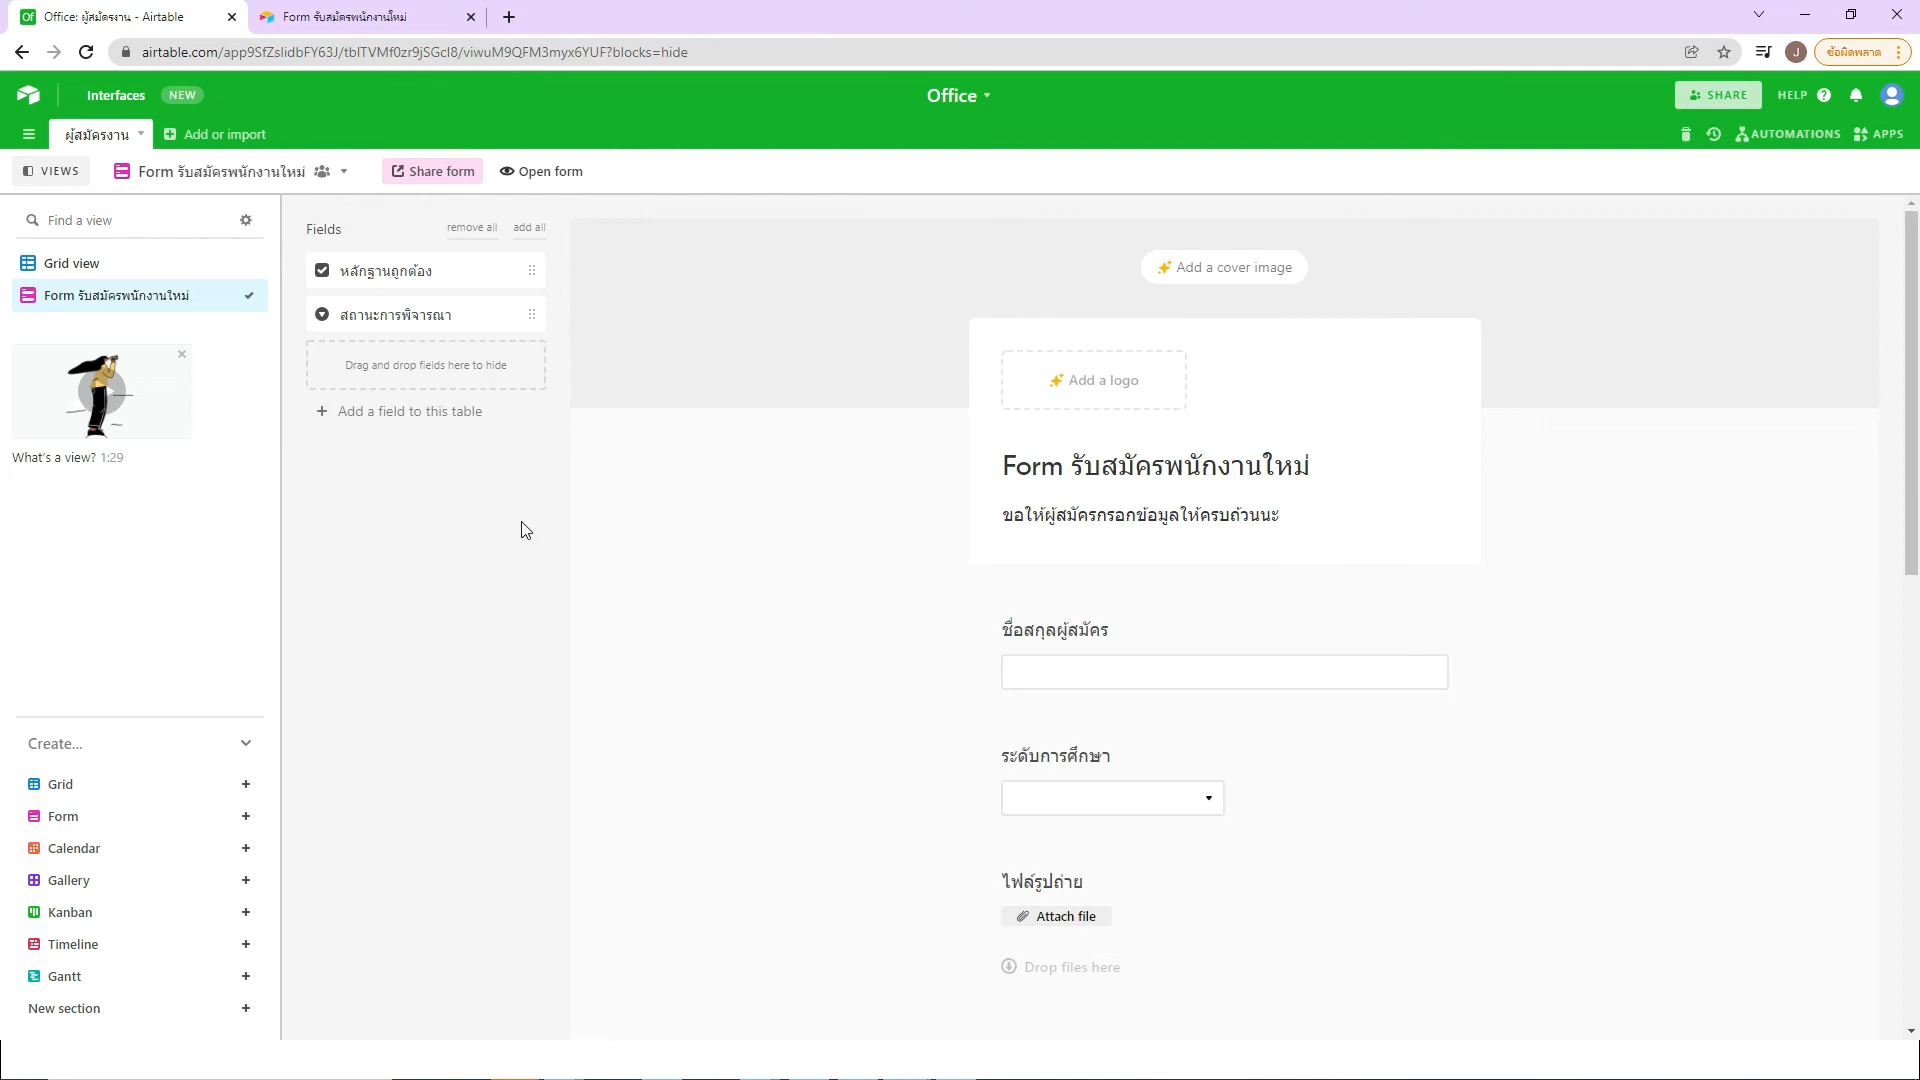 Office: ผู้สมัครงาน - Airtable
Form รับสมัครพนักงานใหม่
airtable.com/app9SfZslidbFY63J/tblTVMf0zr9jSGcl8/viwuM9QFM3myx6YUF?blocks=hide
J
ข้อผิดพลาด
Interfaces
NEW
Office
SHARE
HELP
ผู้สมัครงาน
Add or import
AUTOMATIONS
APPS
VIEWS
Form รับสมัครพนักงานใหม่
Share form
Open form
Find a view
Grid view
Form รับสมัครพนักงานใหม่
What's a view? 1:29
Create...
Grid
Form
Calendar
Gallery
Kanban
Timeline
Gantt
New section
Fields
remove all
add all
หลักฐานถูกต้อง
สถานะการพิจารณา
Drag and drop fields here to hide
Add a field to this table
Add a cover image
Add a logo
Form รับสมัครพนักงานใหม่
ขอให้ผู้สมัครกรอกข้อมูลให้ครบถ้วนนะ
ชื่อสกุลผู้สมัคร
ระดับการศึกษา
ไฟล์รูปถ่าย
Attach file
Drop files here